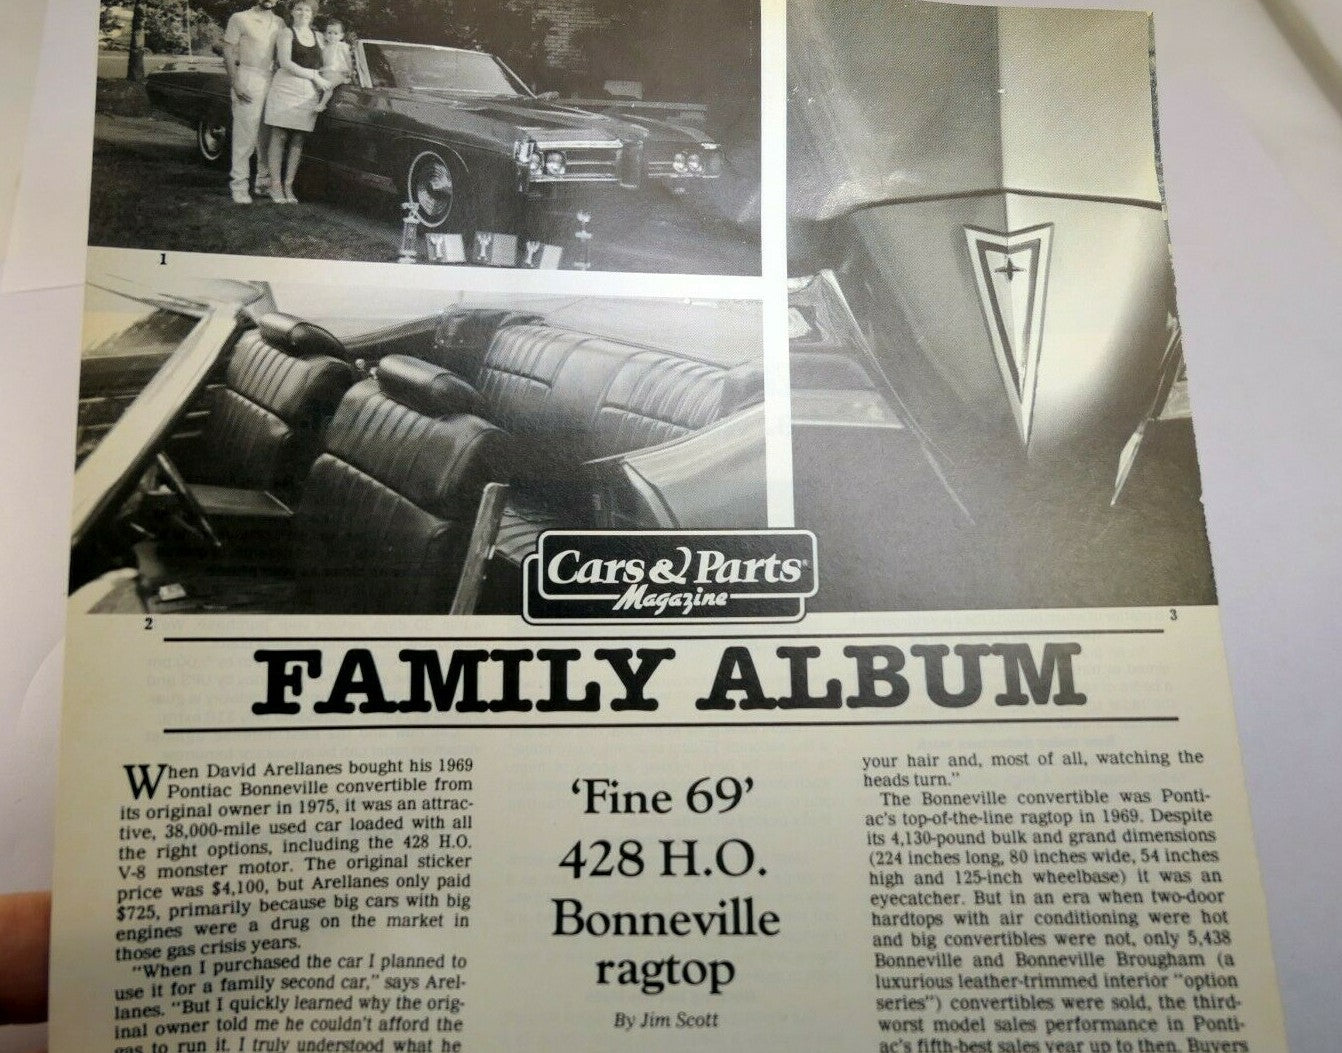 1
2
3
Cars & Parts
Magazine
FAMILY ALBUM
When David Arellanes bought his 1969
Pontiac Bonneville convertible from
its original owner in 1975, it was an attrac-
tive, 38,000-mile used car loaded with all
the right options, including the 428 H.O.
V-8 monster motor. The original sticker
price was $4,100, but Arellanes only paid
$725, primarily because big cars with big
engines were a drug on the market in
those gas crisis years.
"When I purchased the car I planned to
use it for a family second car," says Arel-
lanes. "But I quickly learned why the orig-
inal owner told me he couldn't afford the
gas to run it. I truly understood what he
'Fine 69'
428 H.O.
Bonneville
ragtop
By Jim Scott
your hair and, most of all, watching the
heads turn."
The Bonneville convertible was Ponti-
ac's top-of-the-line ragtop in 1969. Despite
its 4,130-pound bulk and grand dimensions
(224 inches long, 80 inches wide, 54 inches
high and 125-inch wheelbase) it was an
eyecatcher. But in an era when two-door
hardtops with air conditioning were hot
and big convertibles were not, only 5,438
Bonneville and Bonneville Brougham (a
luxurious leather-trimmed interior "option
series") convertibles were sold, the third-
worst model sales performance in Ponti-
ac's fifth-best sales year up to then. Buyers